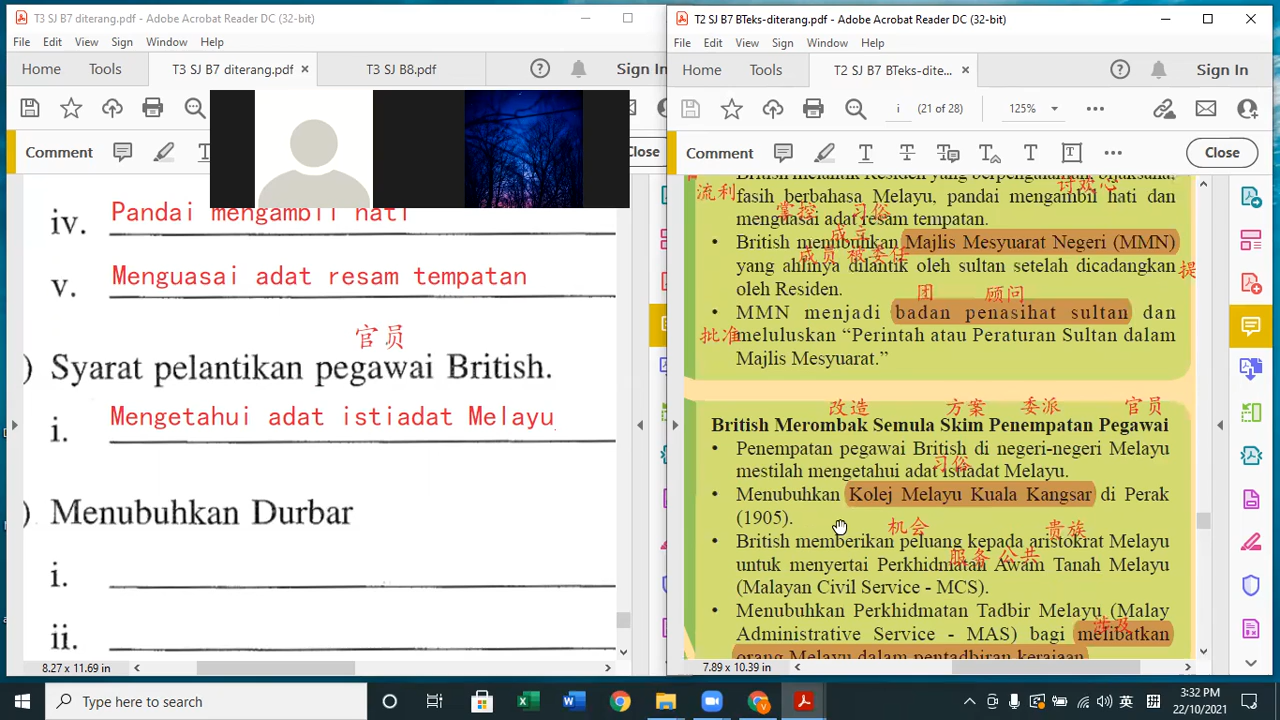 T3 SJ B7 diterang.pdf - Adobe Acrobat Reader DC (32-bit)
File Edit View Sign Window Help
Home Tools T3 SJ B7 diterang.pdf × T3 SJ B8.pdf Sign In
Comment Close
iv. Pandai mengambil hati
v. Menguasai adat resam tempatan
官员
) Syarat pelantikan pegawai British.
i. Mengetahui adat istiadat Melayu
) Menubuhkan Durbar
i.
ii.
8.27 x 11.69 in
T2 SJ B7 BTeks-diterang.pdf - Adobe Acrobat Reader DC (32-bit)
File Edit View Sign Window Help
Home Tools T2 SJ B7 BTeks-dite... × Sign In
i (21 of 28) 125%
Comment Close
流利 讨欢心
fasih berbahasa Melayu, pandai mengambil hati dan
掌控 习俗
menguasai adat resam tempatan.
成立
• British menubuhkan Majlis Mesyuarat Negeri (MMN)
成员 被委任
yang ahlinya dilantik oleh sultan setelah dicadangkan 提
oleh Residen.
团 顾问
• MMN menjadi badan penasihat sultan dan
批准
meluluskan “Perintah atau Peraturan Sultan dalam
Majlis Mesyuarat.”
改造 方案 委派 官员
British Merombak Semula Skim Penempatan Pegawai
• Penempatan pegawai British di negeri-negeri Melayu
习俗
mestilah mengetahui adat istiadat Melayu.
• Menubuhkan Kolej Melayu Kuala Kangsar di Perak
(1905).
机会 贵族
• British memberikan peluang kepada aristokrat Melayu
服务 公共
untuk menyertai Perkhidmatan Awam Tanah Melayu
(Malayan Civil Service - MCS).
• Menubuhkan Perkhidmatan Tadbir Melayu (Malay
涉及
Administrative Service - MAS) bagi melibatkan
orang Melayu dalam pentadbiran kerajaan
7.89 x 10.39 in
Type here to search
英 拼
3:32 PM
22/10/2021